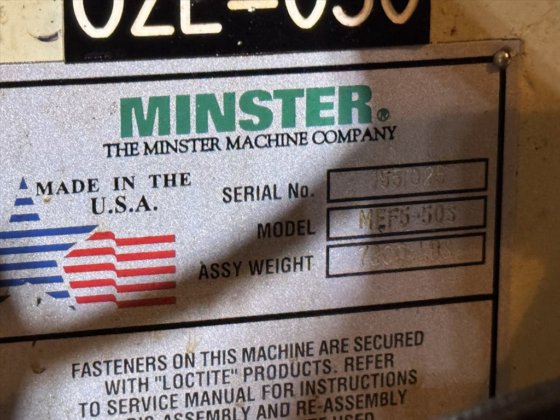 MINSTER®
THE MINSTER MACHINE COMPANY
MADE IN THE
U.S.A.
SERIAL No.
MODEL
ASSY WEIGHT
FASTENERS ON THIS MACHINE ARE SECURED
WITH "LOCTITE" PRODUCTS. REFER
TO SERVICE MANUAL FOR INSTRUCTIONS
ASSEMBLY AND RE-ASSEMBLY